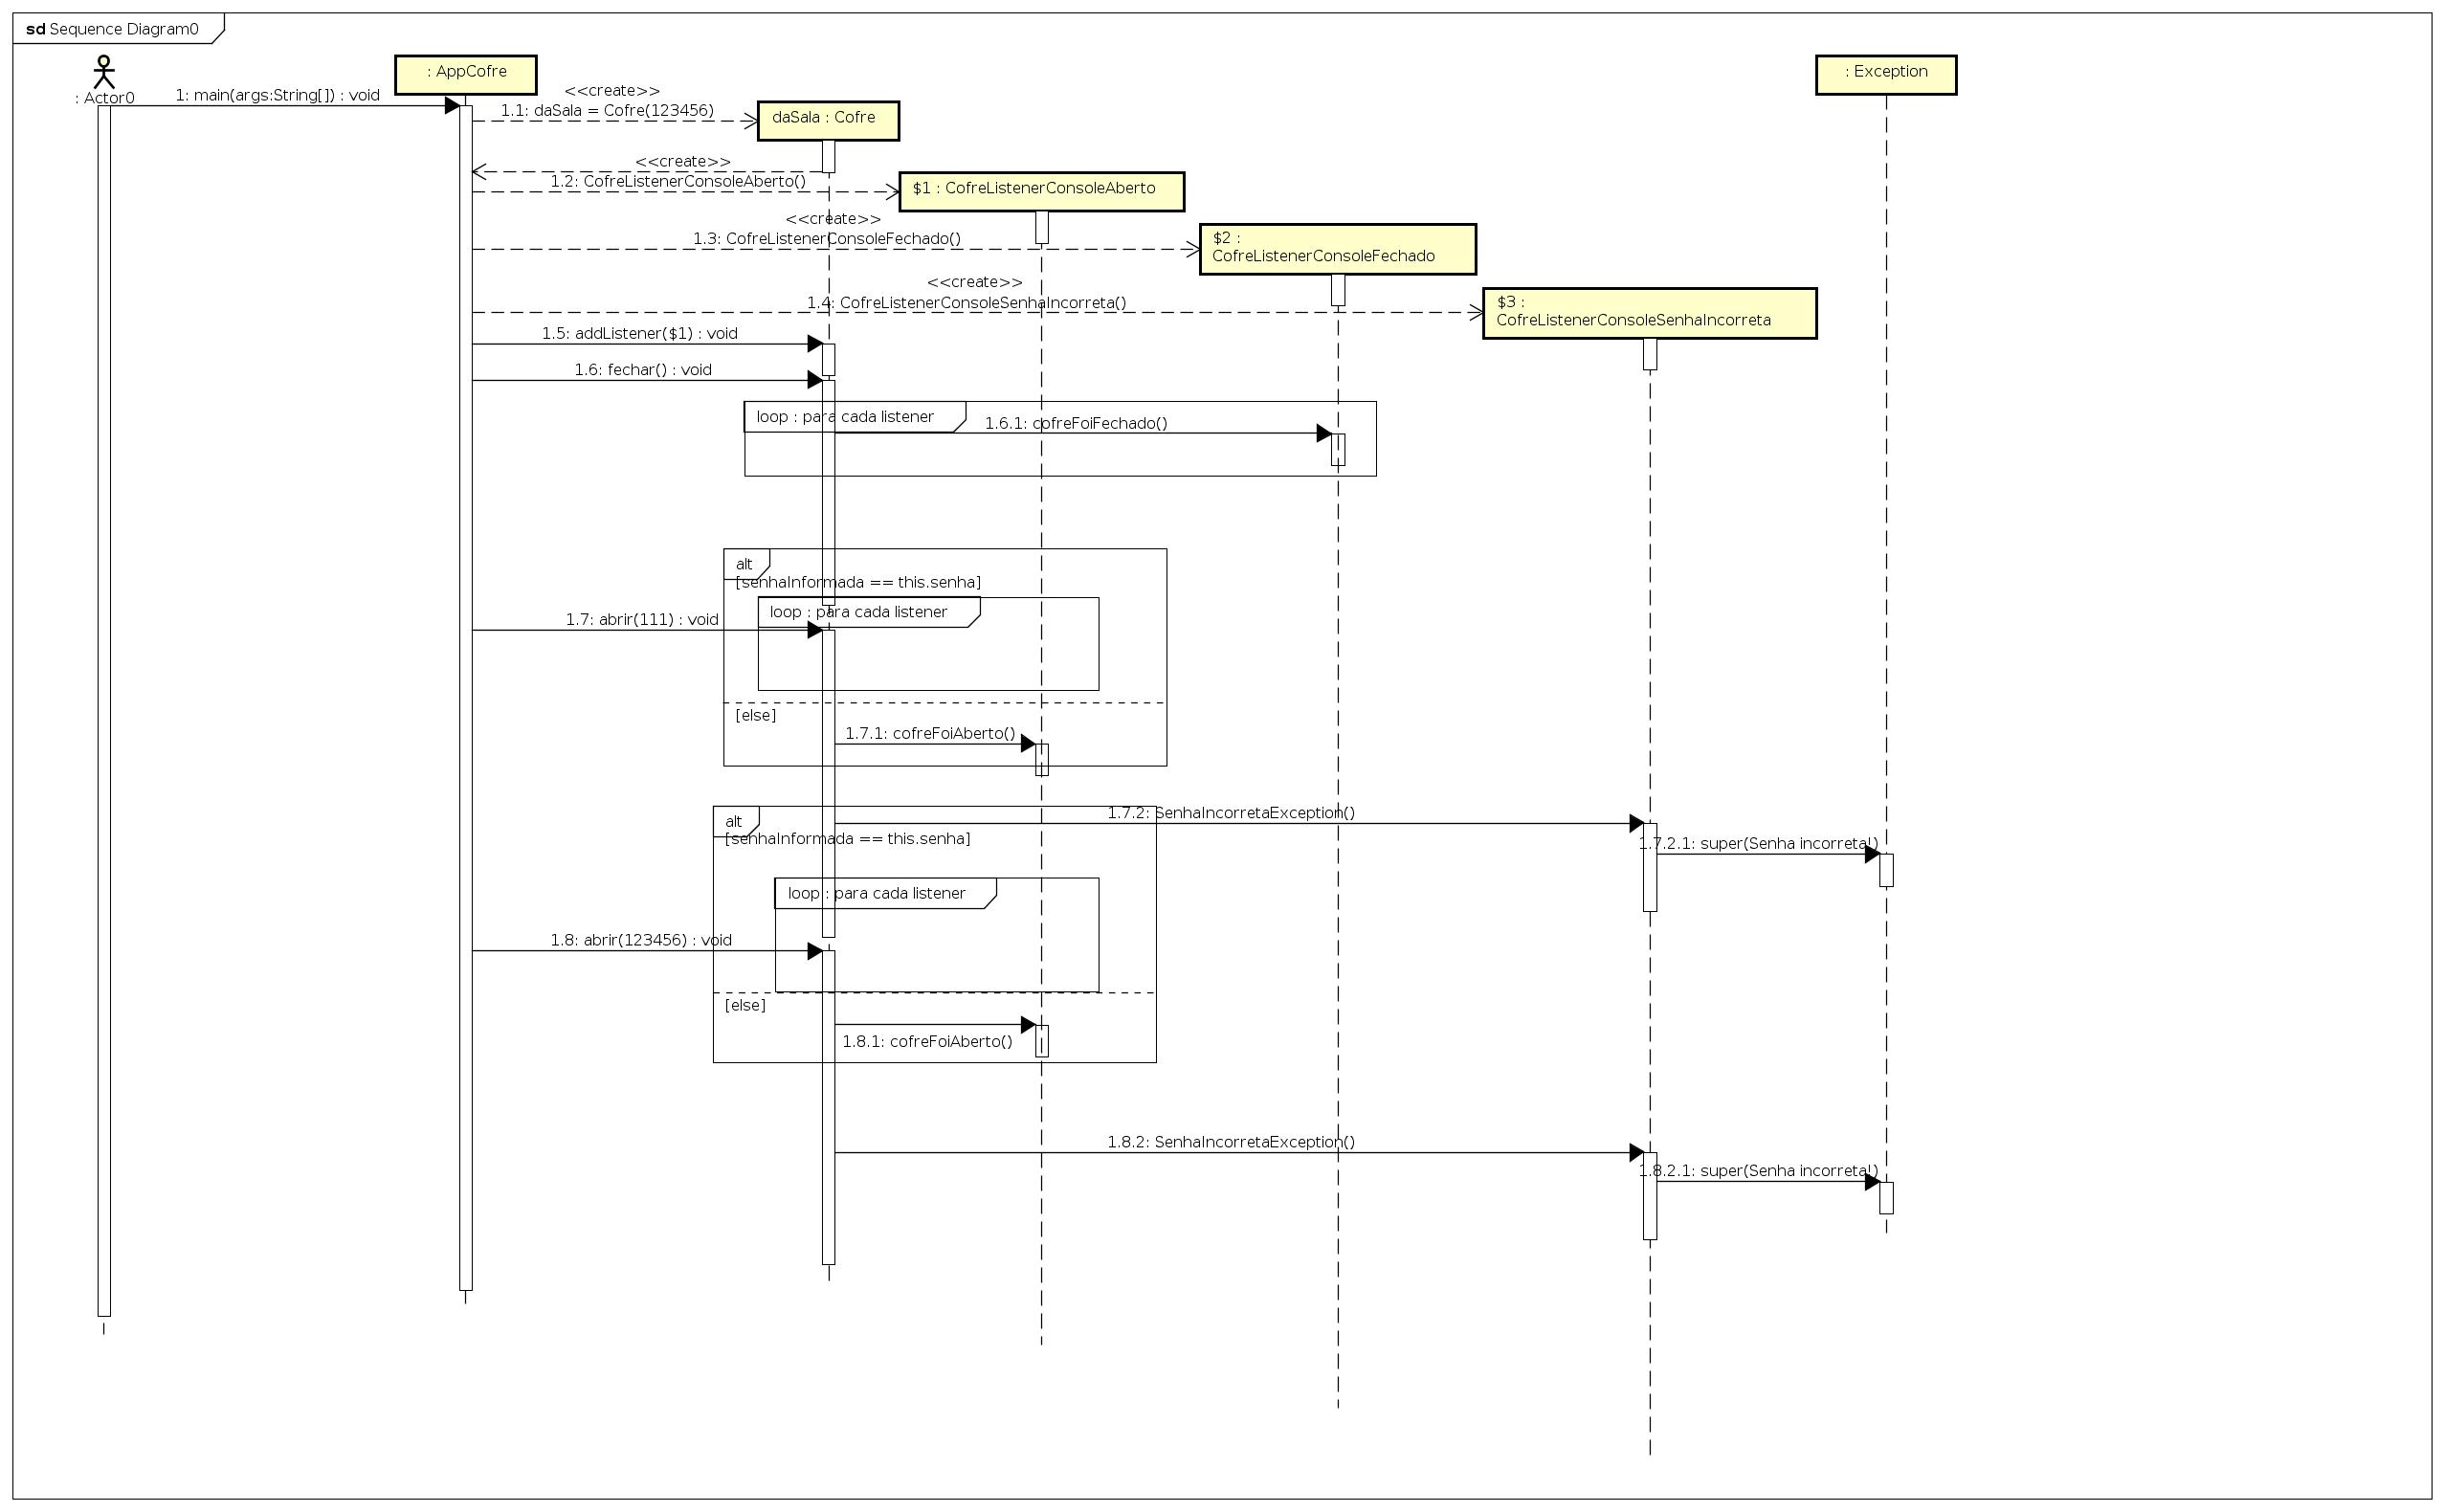 sd Sequence Diagram0
: Actor0
: AppCofre
: Exception
1: main(args:String[]) : void
<<create>>
1.1: daSala = Cofre(123456)
daSala : Cofre
<<create>>
1.2: CofreListenerConsoleAberto()
$1 : CofreListenerConsoleAberto
<<create>>
1.3: CofreListenerConsoleFechado()
$2 :
CofreListenerConsoleFechado
<<create>>
1.4: CofreListenerConsoleSenhaIncorreta()
$3 :
CofreListenerConsoleSenhaIncorreta
1.5: addListener($1) : void
1.6: fechar() : void
loop : para cada listener
1.6.1: cofreFoiFechado()
alt
[senhaInformada == this.senha]
loop : para cada listener
1.7: abrir(111) : void
[else]
1.7.1: cofreFoiAberto()
1.7.2: SenhaIncorretaException()
alt
[senhaInformada == this.senha]
1.7.2.1: super(Senha incorreta!)
loop : para cada listener
1.8: abrir(123456) : void
[else]
1.8.1: cofreFoiAberto()
1.8.2: SenhaIncorretaException()
1.8.2.1: super(Senha incorreta!)